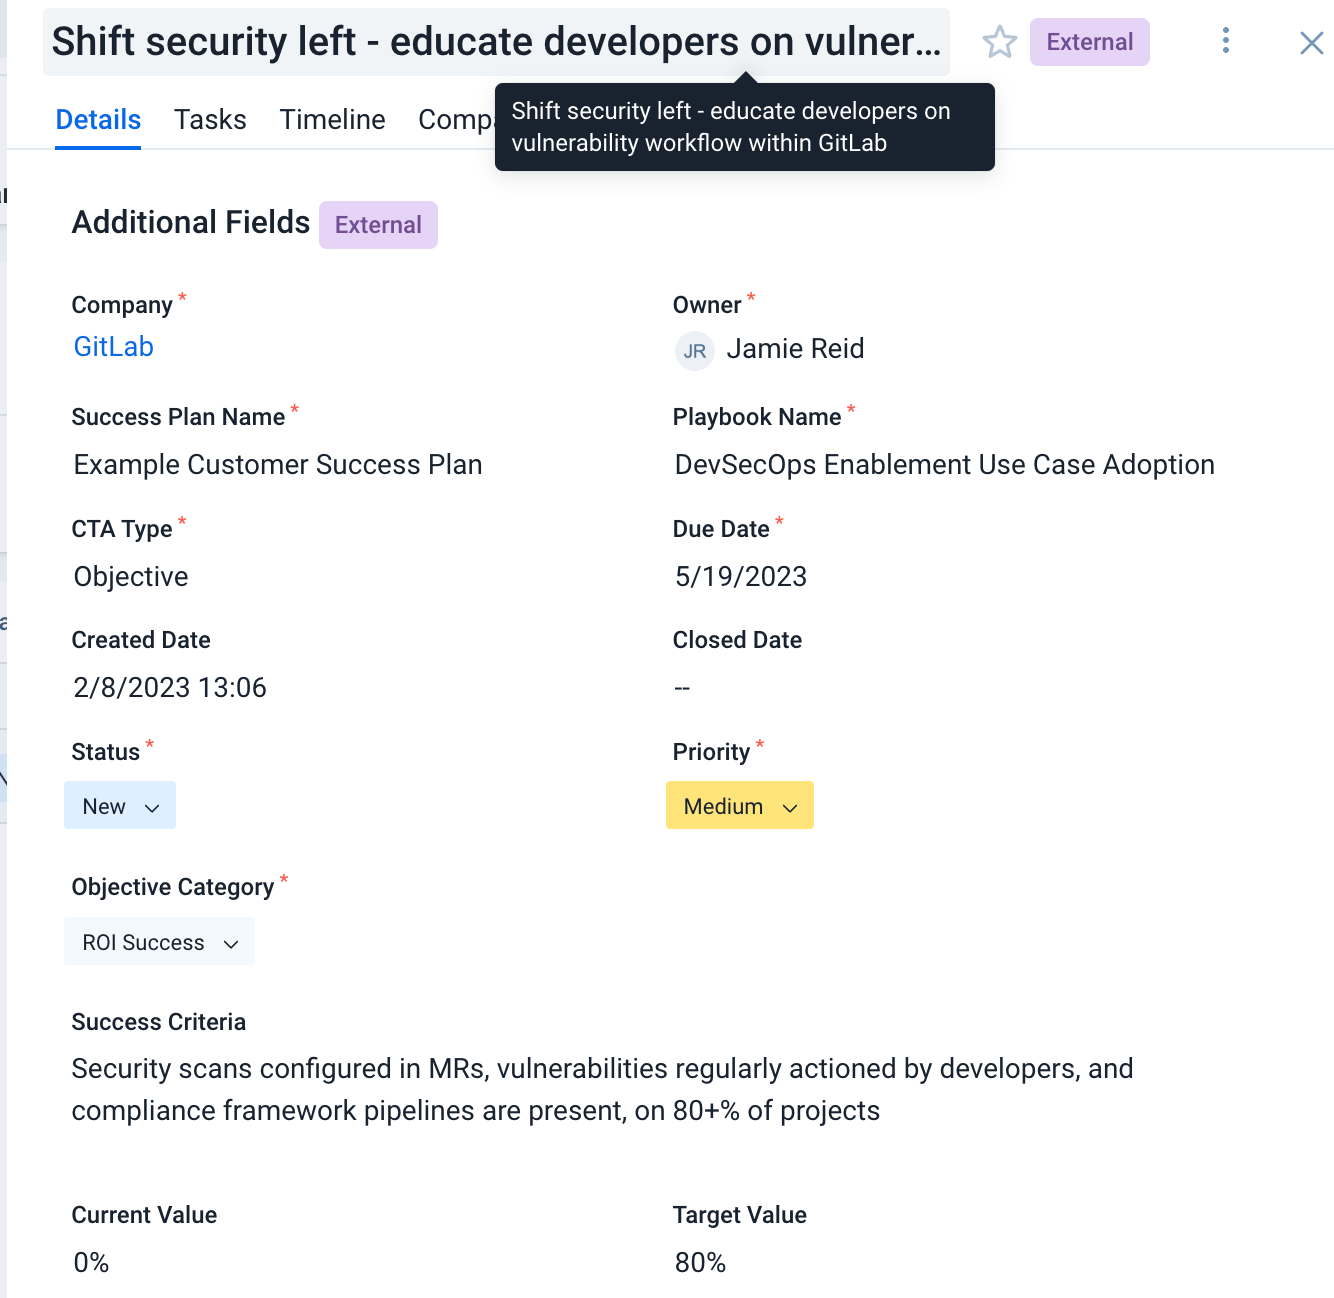 Shift security left - educate developers on vulner...
External
Details Tasks Timeline Comp
Shift security left - educate developers on
vulnerability workflow within GitLab
Additional Fields External
Company * Owner *
GitLab JR Jamie Reid
Success Plan Name * Playbook Name *
Example Customer Success Plan DevSecOps Enablement Use Case Adoption
CTA Type * Due Date *
Objective 5/19/2023
Created Date Closed Date
2/8/2023 13:06 --
Status * Priority *
New Medium
Objective Category *
ROI Success
Success Criteria
Security scans configured in MRs, vulnerabilities regularly actioned by developers, and
compliance framework pipelines are present, on 80+% of projects
Current Value Target Value
0% 80%